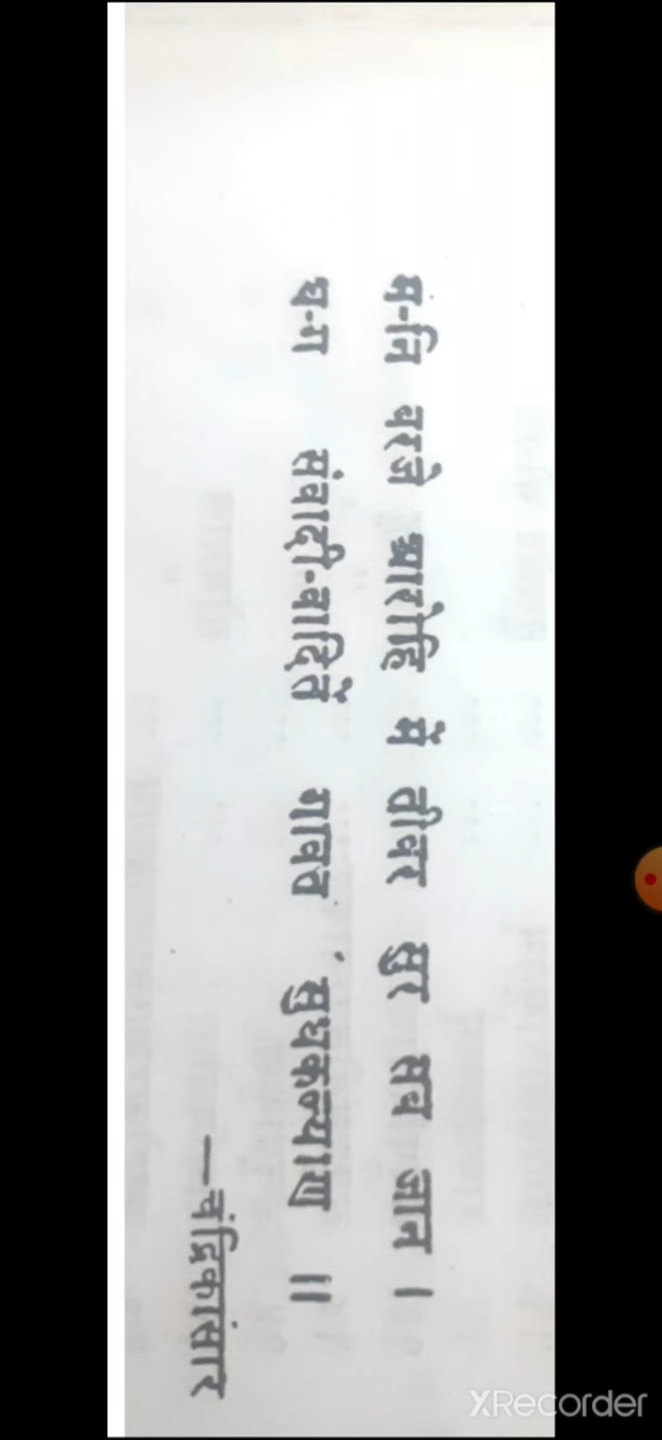 मं-नि वरजे आरोहि में तीवर सुर सब जान ।
ध-ग संवादी-वादितें गावत सुधकल्याण ॥
—चंद्रिकासार
XRecorder